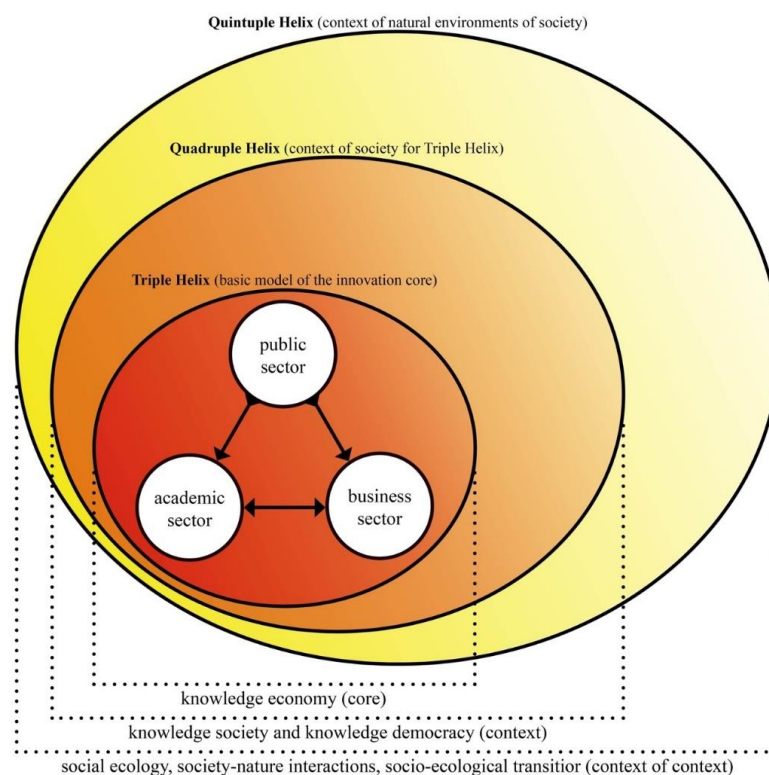 Quintuple Helix (context of natural environments of society)
Quadruple Helix (context of society for Triple Helix)
Triple Helix (basic model of the innovation core)
public
sector
academic
sector
business
sector
knowledge economy (core)
knowledge society and knowledge democracy (context)
social ecology, society-nature interactions, socio-ecological transitior (context of context)